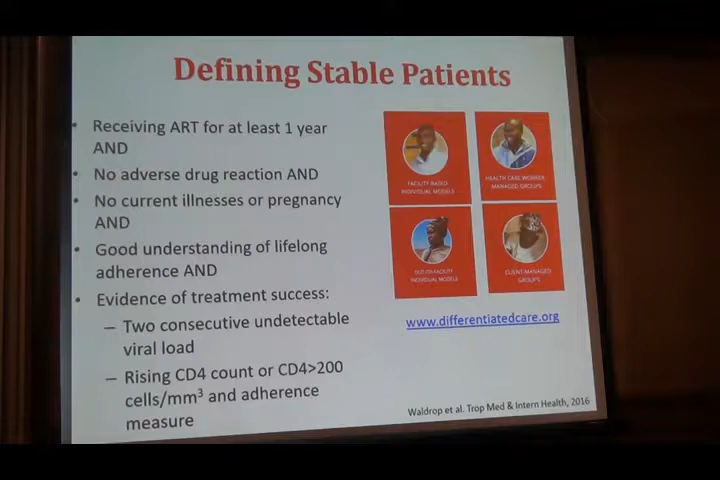 Defining Stable Patients
• Receiving ART for at least 1 year
AND
• No adverse drug reaction AND
• No current illnesses or pregnancy
AND
• Good understanding of lifelong
adherence AND
• Evidence of treatment success:
– Two consecutive undetectable
viral load
– Rising CD4 count or CD4>200
cells/mm³ and adherence
measure
FACILITY BASED
INDIVIDUAL MODELS
HEALTH CARE WORKER
MANAGED GROUPS
OUT-OF-FACILITY
INDIVIDUAL MODELS
CLIENT MANAGED
GROUPS
www.differentiatedcare.org
Waldrop et al. Trop Med & Intern Health, 2016